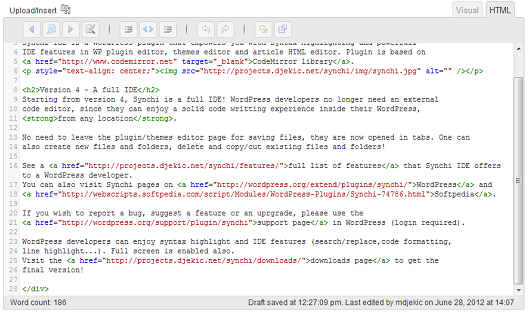 Upload/Insert
Visual
HTML
Synchi IDE is a WordPress plugin that empowers you with syntax highlighting and powerfull
IDE features in WP plugin editor, themes editor and article HTML editor. Plugin is based on
<a href="http://www.codemirror.net" target="_blank">CodeMirror library</a>.
<p style="text-align: center;"><img src="http://projects.djekic.net/synchi/img/synchi.jpg" alt="" /></p>
<h2>Version 4 - A full IDE</h2>
Starting from version 4, Synchi is a full IDE! WordPress developers no longer need an external
code editor, since they can enjoy a solid code writting experience inside their WordPress,
<strong>from any location</strong>.
No need to leave the plugin/themes editor page for saving files, they are now opened in tabs. One can
also create new files and folders, delete and copy/cut existing files and folders!
See a <a href="http://projects.djekic.net/synchi/features/">full list of features</a> that Synchi IDE offers
to a WordPress developer.
You can also visit Synchi pages on <a href="http://wordpress.org/extend/plugins/synchi/">WordPress</a> and
<a href="http://webscripts.softpedia.com/script/Modules/WordPress-Plugins/Synchi-74786.html">Softpedia</a>.
If you wish to report a bug, suggest a feature or an uprgrade, please use the
<a href="http://wordpress.org/support/plugin/synchi">support page</a> in WordPress (login required).
WordPress developers can enjoy syntax highlight and IDE features (search/replace,code formatting,
line highlight...). Full screen is enabled also.
Visit the <a href="http://projects.djekic.net/synchi/downloads/">downloads page</a> to get the
final version!
</div>
Word count: 186
Draft saved at 12:27:09 pm. Last edited by mdjekic on June 28, 2012 at 14:07